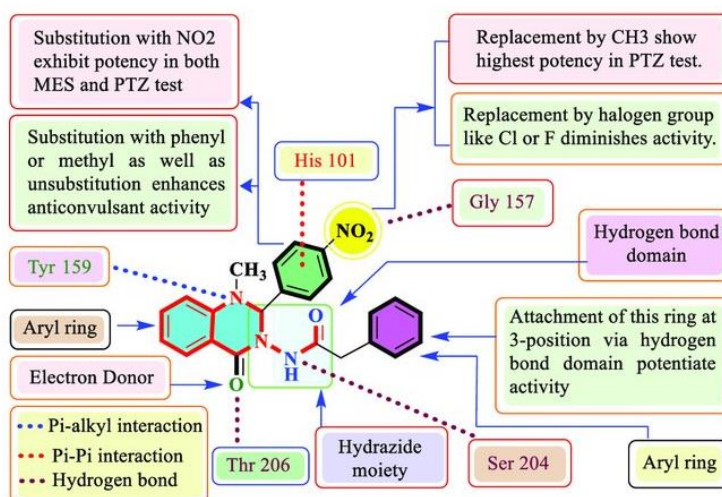 Substitution with NO2
exhibit potency in both
MES and PTZ test
Replacement by CH3 show
highest potency in PTZ test.
Substitution with phenyl
or methyl as well as
unsubstitution enhances
anticonvulsant activity
His 101
Replacement by halogen group
like Cl or F diminishes activity.
Gly 157
NO2
Hydrogen bond
domain
Tyr 159
CH3
N
Aryl ring
O
N
N
H
Attachment of this ring at
3-position via hydrogen
bond domain potentiate
activity
Electron Donor
O
Pi-alkyl interaction
Pi-Pi interaction
Hydrogen bond
Thr 206
Hydrazide
moiety
Ser 204
Aryl ring